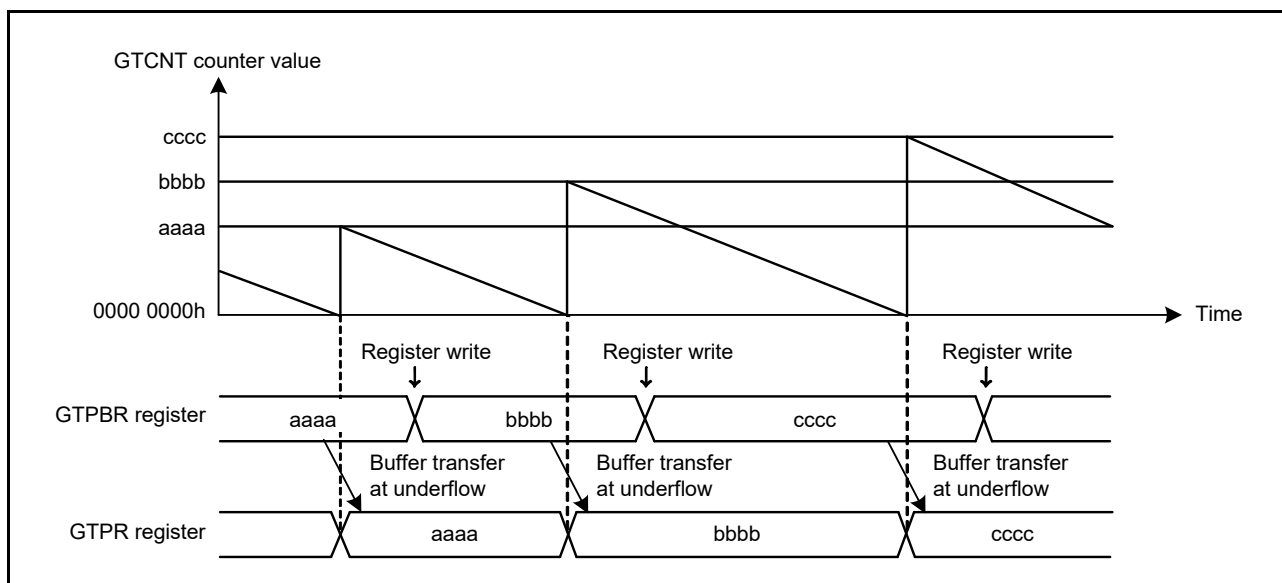 GTCNT counter value
cccc
bbbb
aaaa
0000 0000h
Time
Register write
Register write
Register write
GTPBR register
aaaa
bbbb
cccc
Buffer transfer
at underflow
Buffer transfer
at underflow
Buffer transfer
at underflow
GTPR register
aaaa
bbbb
cccc